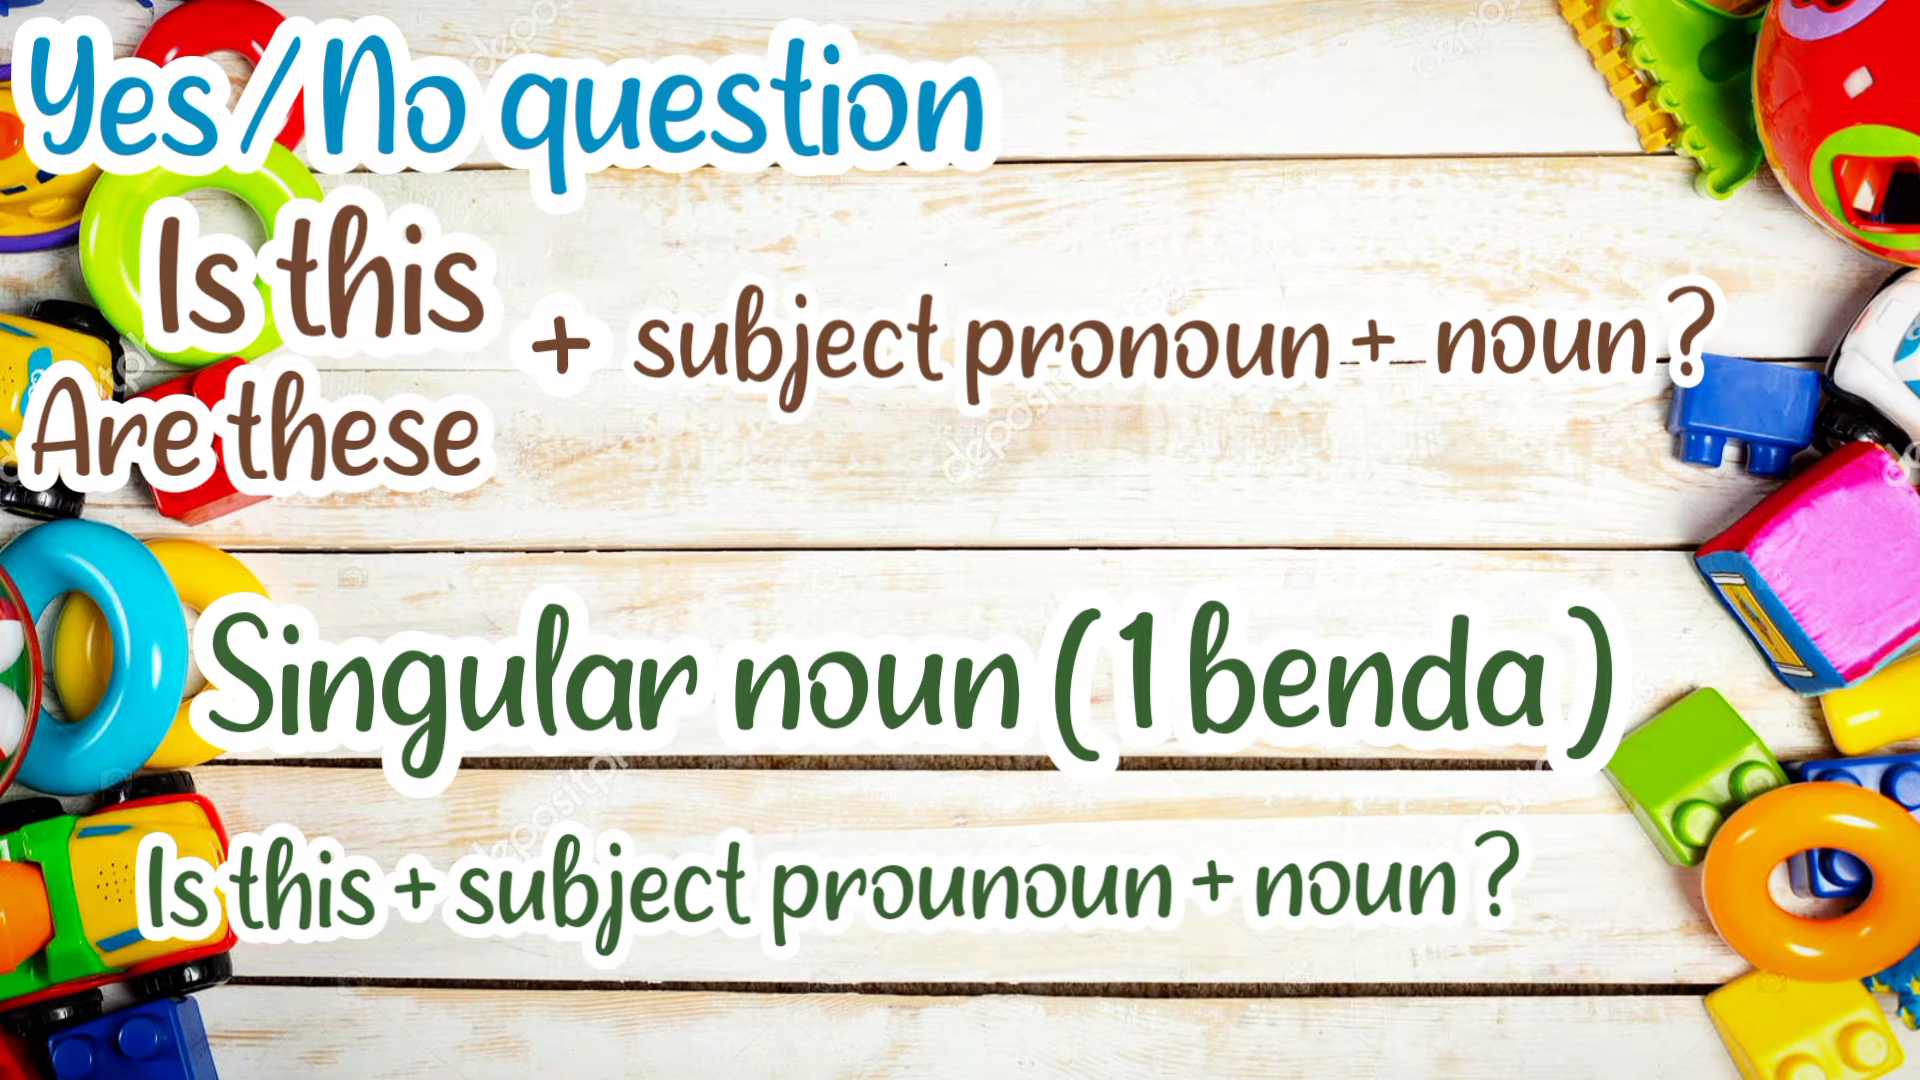 Yes/No question
Is this
Are these
+ subject pronoun + noun?
Singular noun (1 benda)
Is this + subject prounoun + noun?